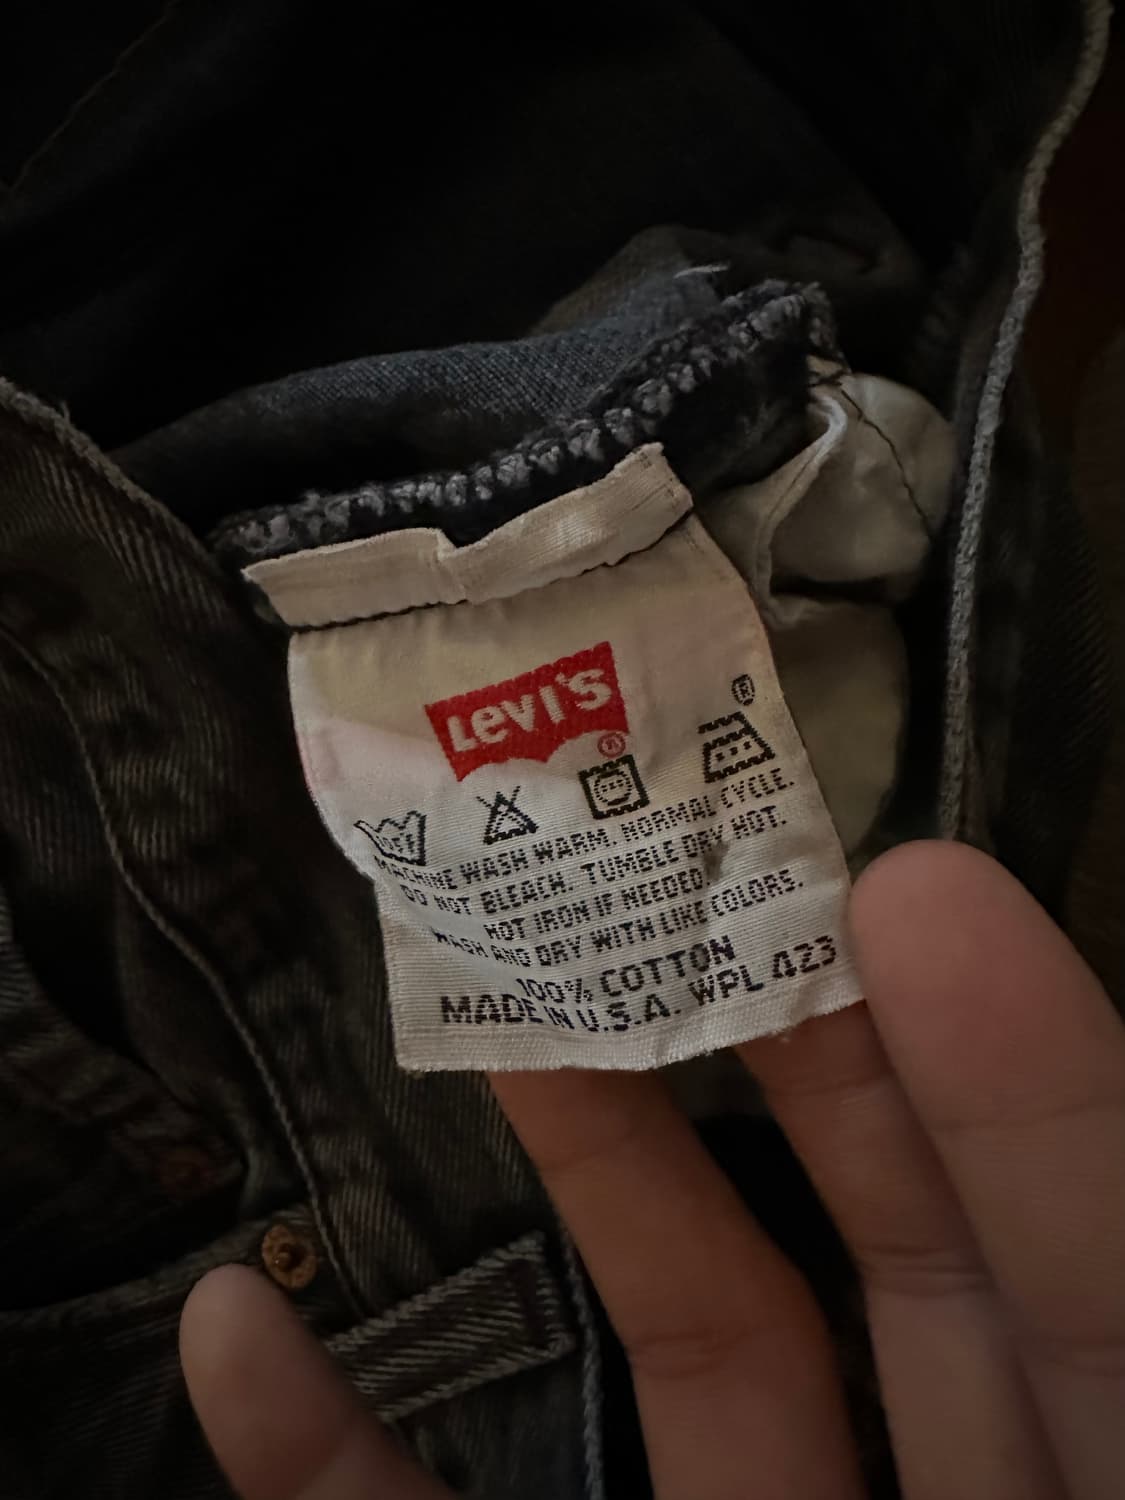 Levi's
®
®
MACHINE WASH WARM. NORMAL CYCLE.
DO NOT BLEACH. TUMBLE DRY HOT.
HOT IRON IF NEEDED.
WASH AND DRY WITH LIKE COLORS.
100% COTTON
MADE IN U.S.A. WPL 423